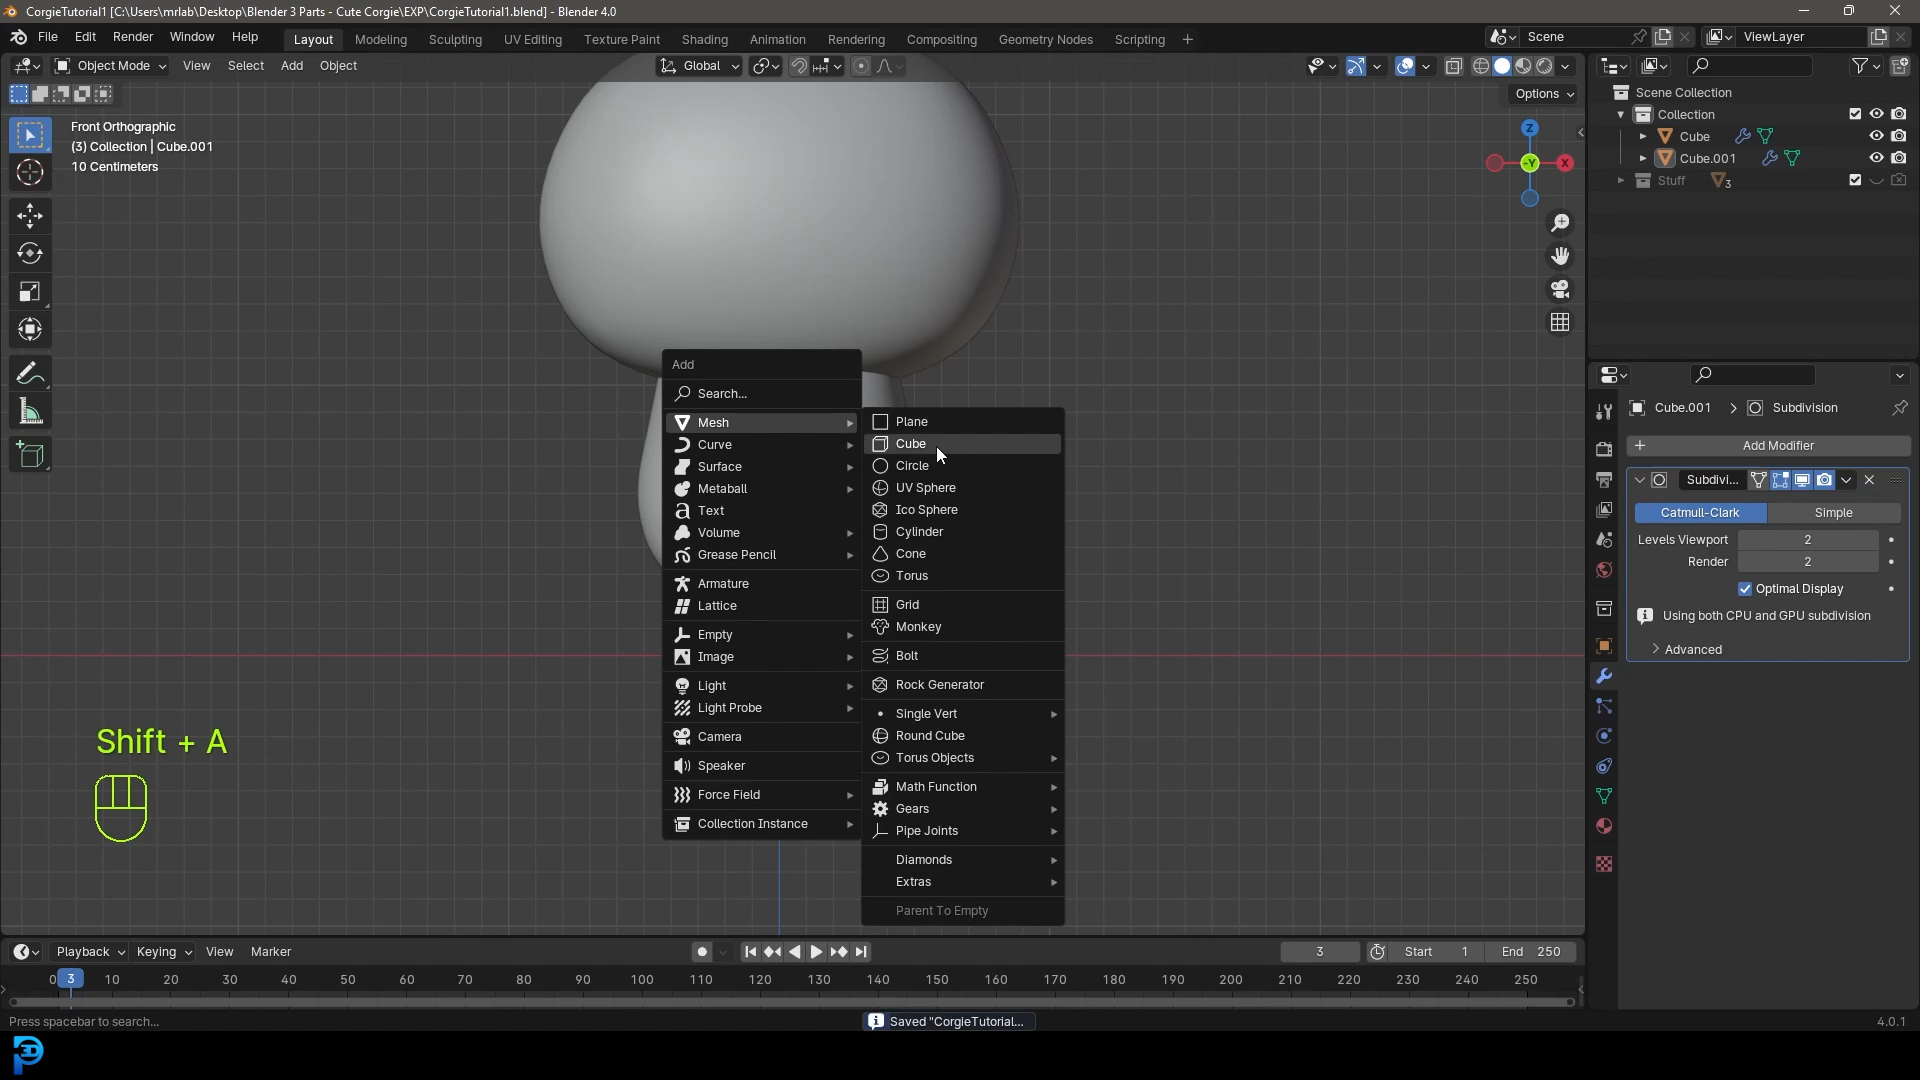 CorgieTutorial1 [C:\Users\mrlab\Desktop\Blender 3 Parts - Cute Corgie\EXP\CorgieTutorial1.blend] - Blender 4.0
File Edit Render Window Help Layout Modeling Sculpting UV Editing Texture Paint Shading Animation Rendering Compositing Geometry Nodes Scripting + Scene ViewLayer
Object Mode View Select Add Object Global
Options
Front Orthographic
(3) Collection | Cube.001
10 Centimeters
Z
-Y X
Scene Collection
Collection
Cube
Cube.001
Stuff 3
Add
Search...
Mesh
Curve
Surface
Metaball
Text
Volume
Grease Pencil
Armature
Lattice
Empty
Image
Light
Light Probe
Camera
Speaker
Force Field
Collection Instance
Plane
Cube
Circle
UV Sphere
Ico Sphere
Cylinder
Cone
Torus
Grid
Monkey
Bolt
Rock Generator
Single Vert
Round Cube
Torus Objects
Math Function
Gears
Pipe Joints
Diamonds
Extras
Parent To Empty
Cube.001 Subdivision
+ Add Modifier
Subdivi...
Catmull-Clark Simple
Levels Viewport 2
Render 2
Optimal Display
Using both CPU and GPU subdivision
Advanced
Shift + A
Playback Keying View Marker 3 Start 1 End 250
0 3 10 20 30 40 50 60 70 80 90 100 110 120 130 140 150 160 170 180 190 200 210 220 230 240 250
Press spacebar to search... Saved "CorgieTutorial... 4.0.1
3D